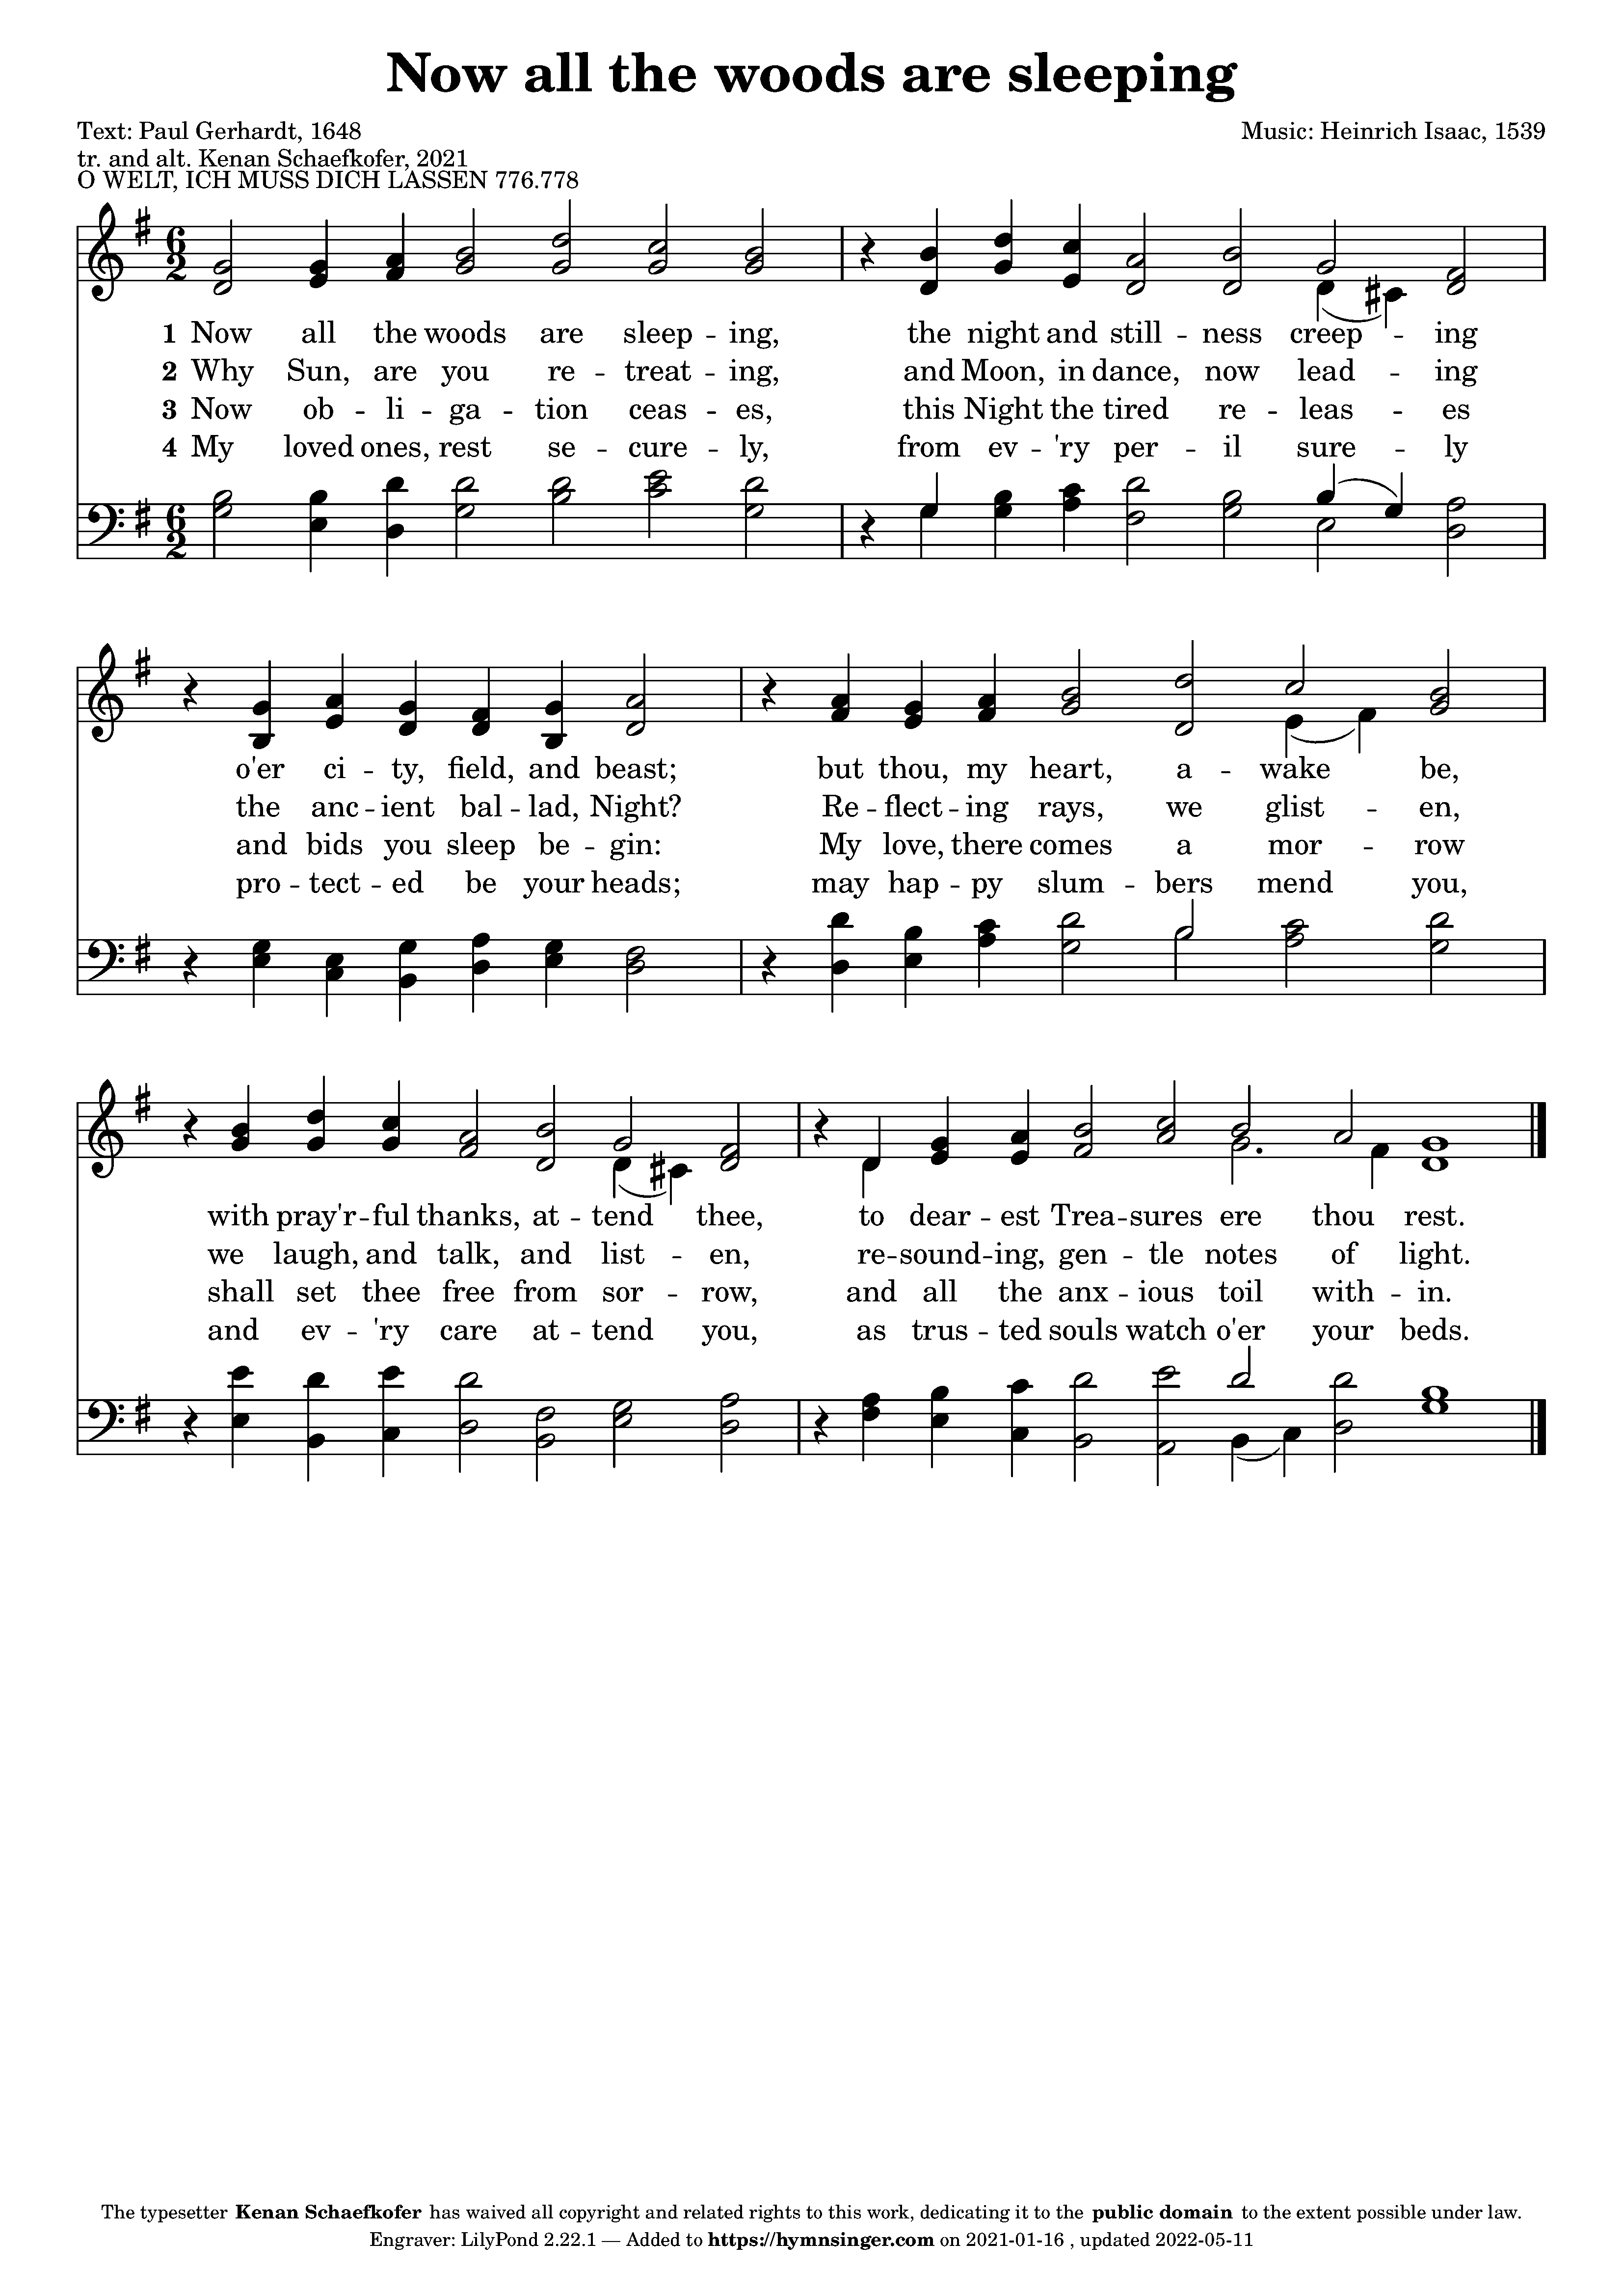 Now all the woods are sleeping
Text: Paul Gerhardt, 1648
Music: Heinrich Isaac, 1539
tr. and alt. Kenan Schaefkofer, 2021
O WELT, ICH MUSS DICH LASSEN 776.778
1 Now all the woods are sleep - ing, the night and still - ness creep - ing
2 Why Sun, are you re - treat - ing, and Moon, in dance, now lead - ing
3 Now ob - li - ga - tion ceas - es, this Night the tired re - leas - es
4 My loved ones, rest se - cure - ly, from ev - 'ry per - il sure - ly
o'er ci - ty, field, and beast; but thou, my heart, a - wake be,
the anc - ient bal - lad, Night? Re - flect - ing rays, we glist - en,
and bids you sleep be - gin: My love, there comes a mor - row
pro - tect - ed be your heads; may hap - py slum - bers mend you,
with pray'r - ful thanks, at - tend thee, to dear - est Trea - sures ere thou rest.
we laugh, and talk, and list - en, re - sound - ing, gen - tle notes of light.
shall set thee free from sor - row, and all the anx - ious toil with - in.
and ev - 'ry care at - tend you, as trus - ted souls watch o'er your beds.
The typesetter Kenan Schaefkofer has waived all copyright and related rights to this work, dedicating it to the public domain to the extent possible under law.
Engraver: LilyPond 2.22.1 — Added to https://hymnsinger.com on 2021-01-16 , updated 2022-05-11